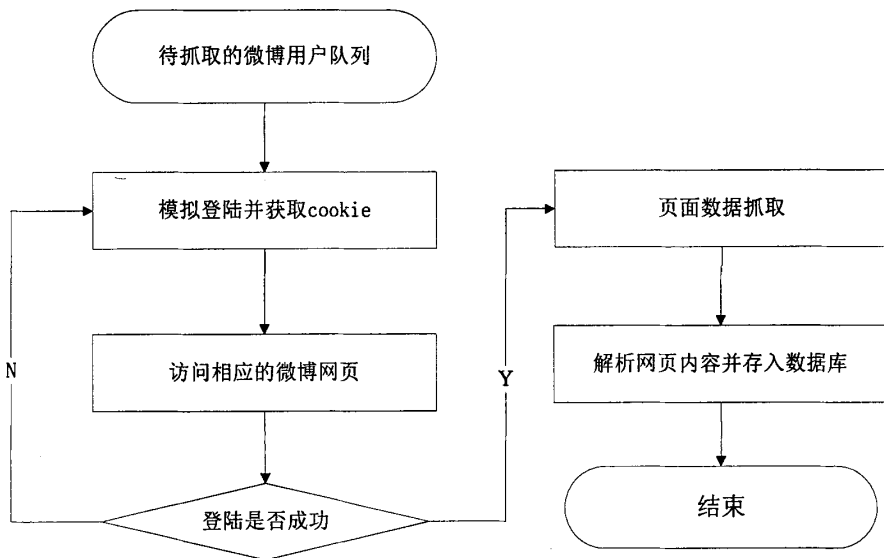 待抓取的微博用户队列
模拟登陆并获取cookie
访问相应的微博网页
N
登陆是否成功
Y
页面数据抓取
解析网页内容并存入数据库
结束